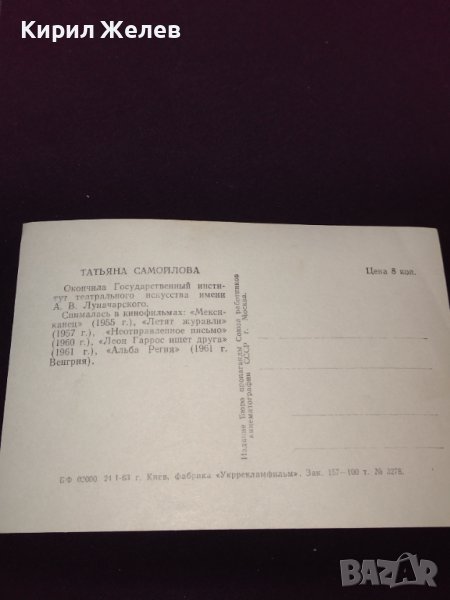 Кирил Желев
ТАТЬЯНА САМОЙЛОВА
Окончила Государственный инсти-
тут театрального искусства имени
А. В. Луначарского.
Снималась в кинофильмах: «Мекси-
канец» (1955 г.), «Летят журавли»
(1957 г.), «Неотправленное письмо»
(1960 г.), «Леон Гаррос ищет друга»
(1961 г.), «Альба Регия» (1961 г.
Венгрия).
Издание Бюро пропаганды Союза работников
кинематографии СССР г. Москва.
Цена 8 коп.
БФ 02000 24 I-63 г. Киев, фабрика «Укррекламфильм». Зак. 157—100 т. № 3278.
BAZAR